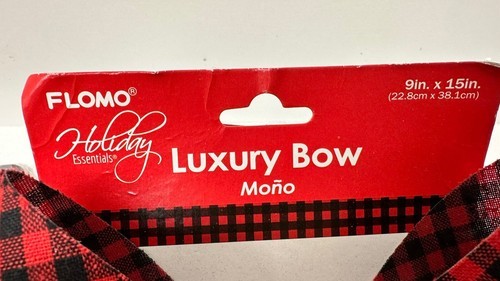 FLOMO®
9in. x 15in.
(22.8cm x 38.1cm)
Holiday
Essentials®
Luxury Bow
Moño